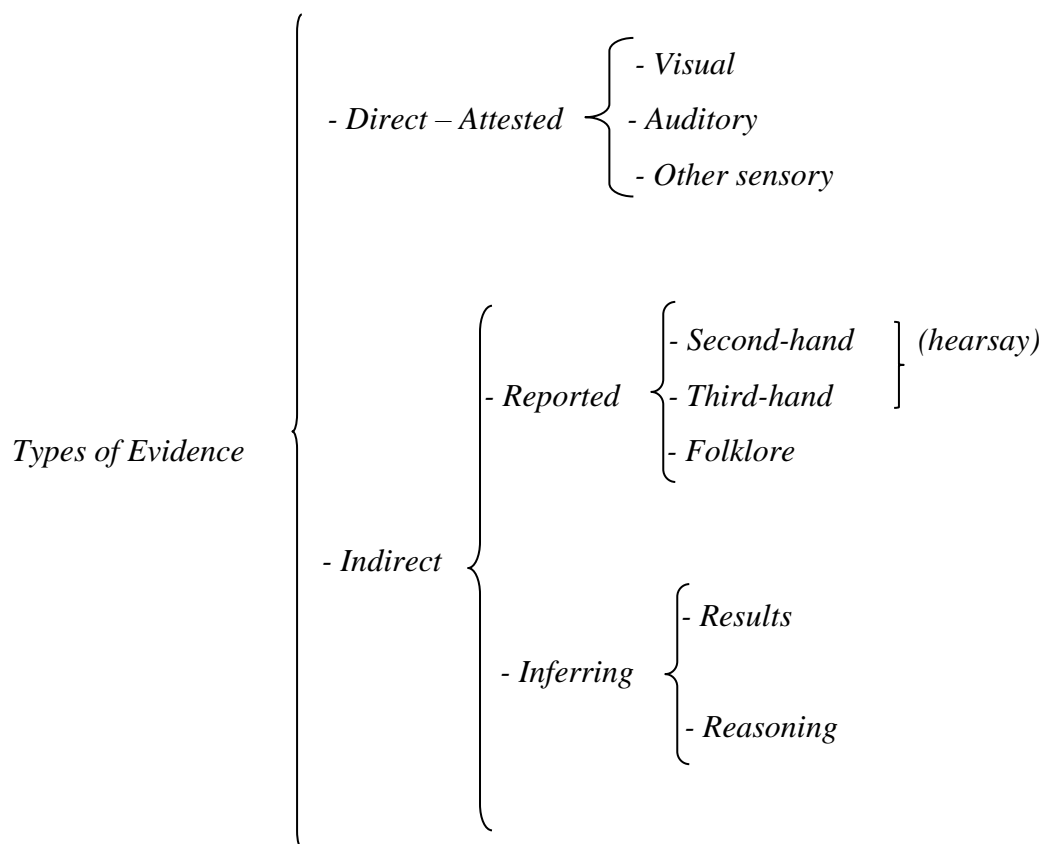 - Visual
- Direct – Attested
- Auditory
- Other sensory
- Second-hand
(hearsay)
- Reported
- Third-hand
- Folklore
Types of Evidence
- Indirect
- Results
- Inferring
- Reasoning